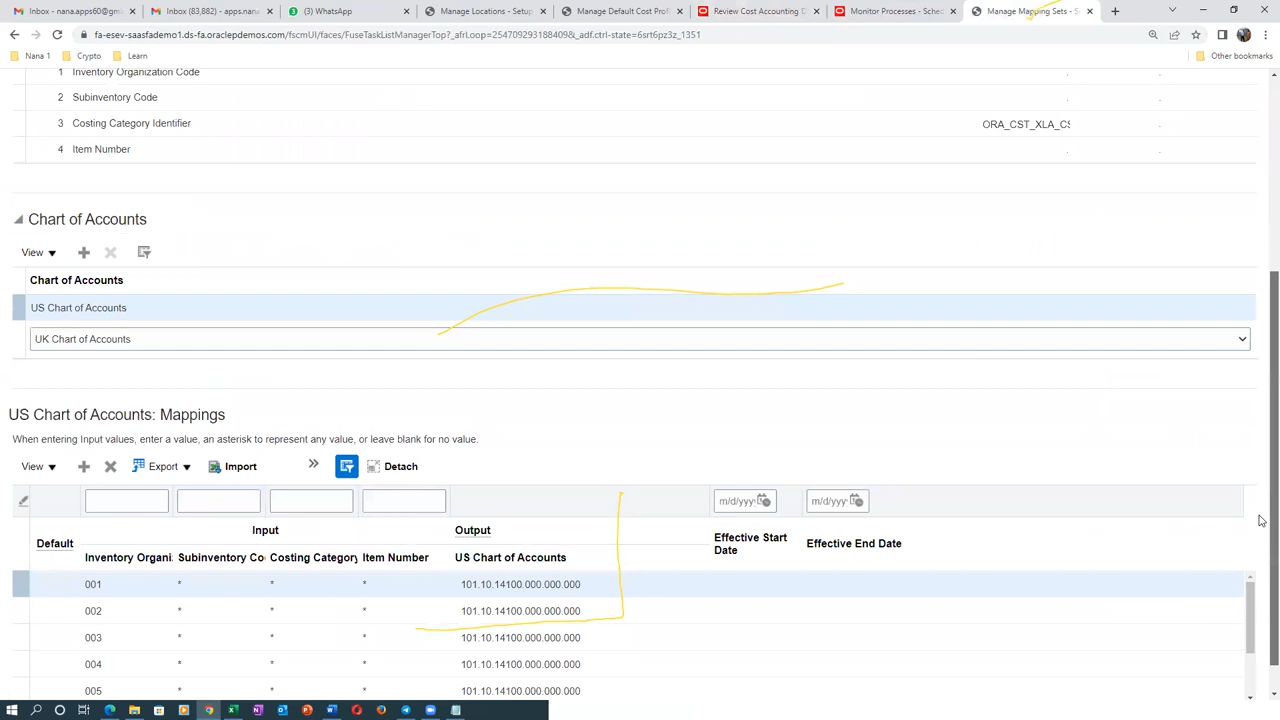 Inbox - nana.apps60@gm
Inbox (83,882) - apps.nane
(3) WhatsApp
Manage Locations - Setup
Manage Default Cost Profi
Review Cost Accounting D
Monitor Processes - Sched
Manage Mapping Sets - S
fa-esev-saasfademo1.ds-fa.oraclepdemos.com/fscmUI/faces/FuseTaskListManagerTop?_afrLoop=2547092931884409&_adf.ctrl-state=6srt6pz3z_1351
Nana 1
Crypto
Learn
Other bookmarks
1 Inventory Organization Code
2 Subinventory Code . .
3 Costing Category Identifier ORA_CST_XLA_CS .
4 Item Number . .
Chart of Accounts
View
Chart of Accounts
US Chart of Accounts
UK Chart of Accounts
US Chart of Accounts: Mappings
When entering Input values, enter a value, an asterisk to represent any value, or leave blank for no value.
View Export Import » Detach
m/d/yyy m/d/yyy
Input Output
Default Effective Start Date Effective End Date
Inventory Organi Subinventory Co Costing Category Item Number US Chart of Accounts
001 * * * 101.10.14100.000.000.000
002 * * * 101.10.14100.000.000.000
003 * * * 101.10.14100.000.000.000
004 * * * 101.10.14100.000.000.000
005 * * * 101.10.14100.000.000.000